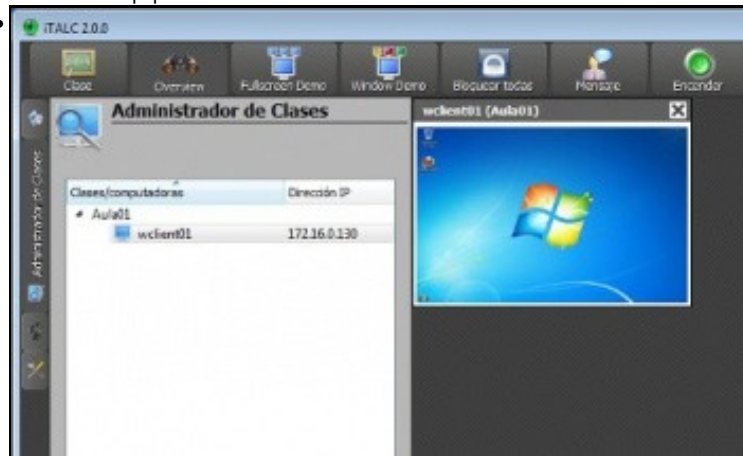 iTALC 2.0.0
Clase
Overview
Fullscreen Demo
Window Demo
Bloquear todas
Mensaje
Encender
Administrador de Clases
Administrador de Clases
Clases/computadoras
Dirección IP
Aula01
wclient01
172.16.0.130
wclient01 (Aula01)